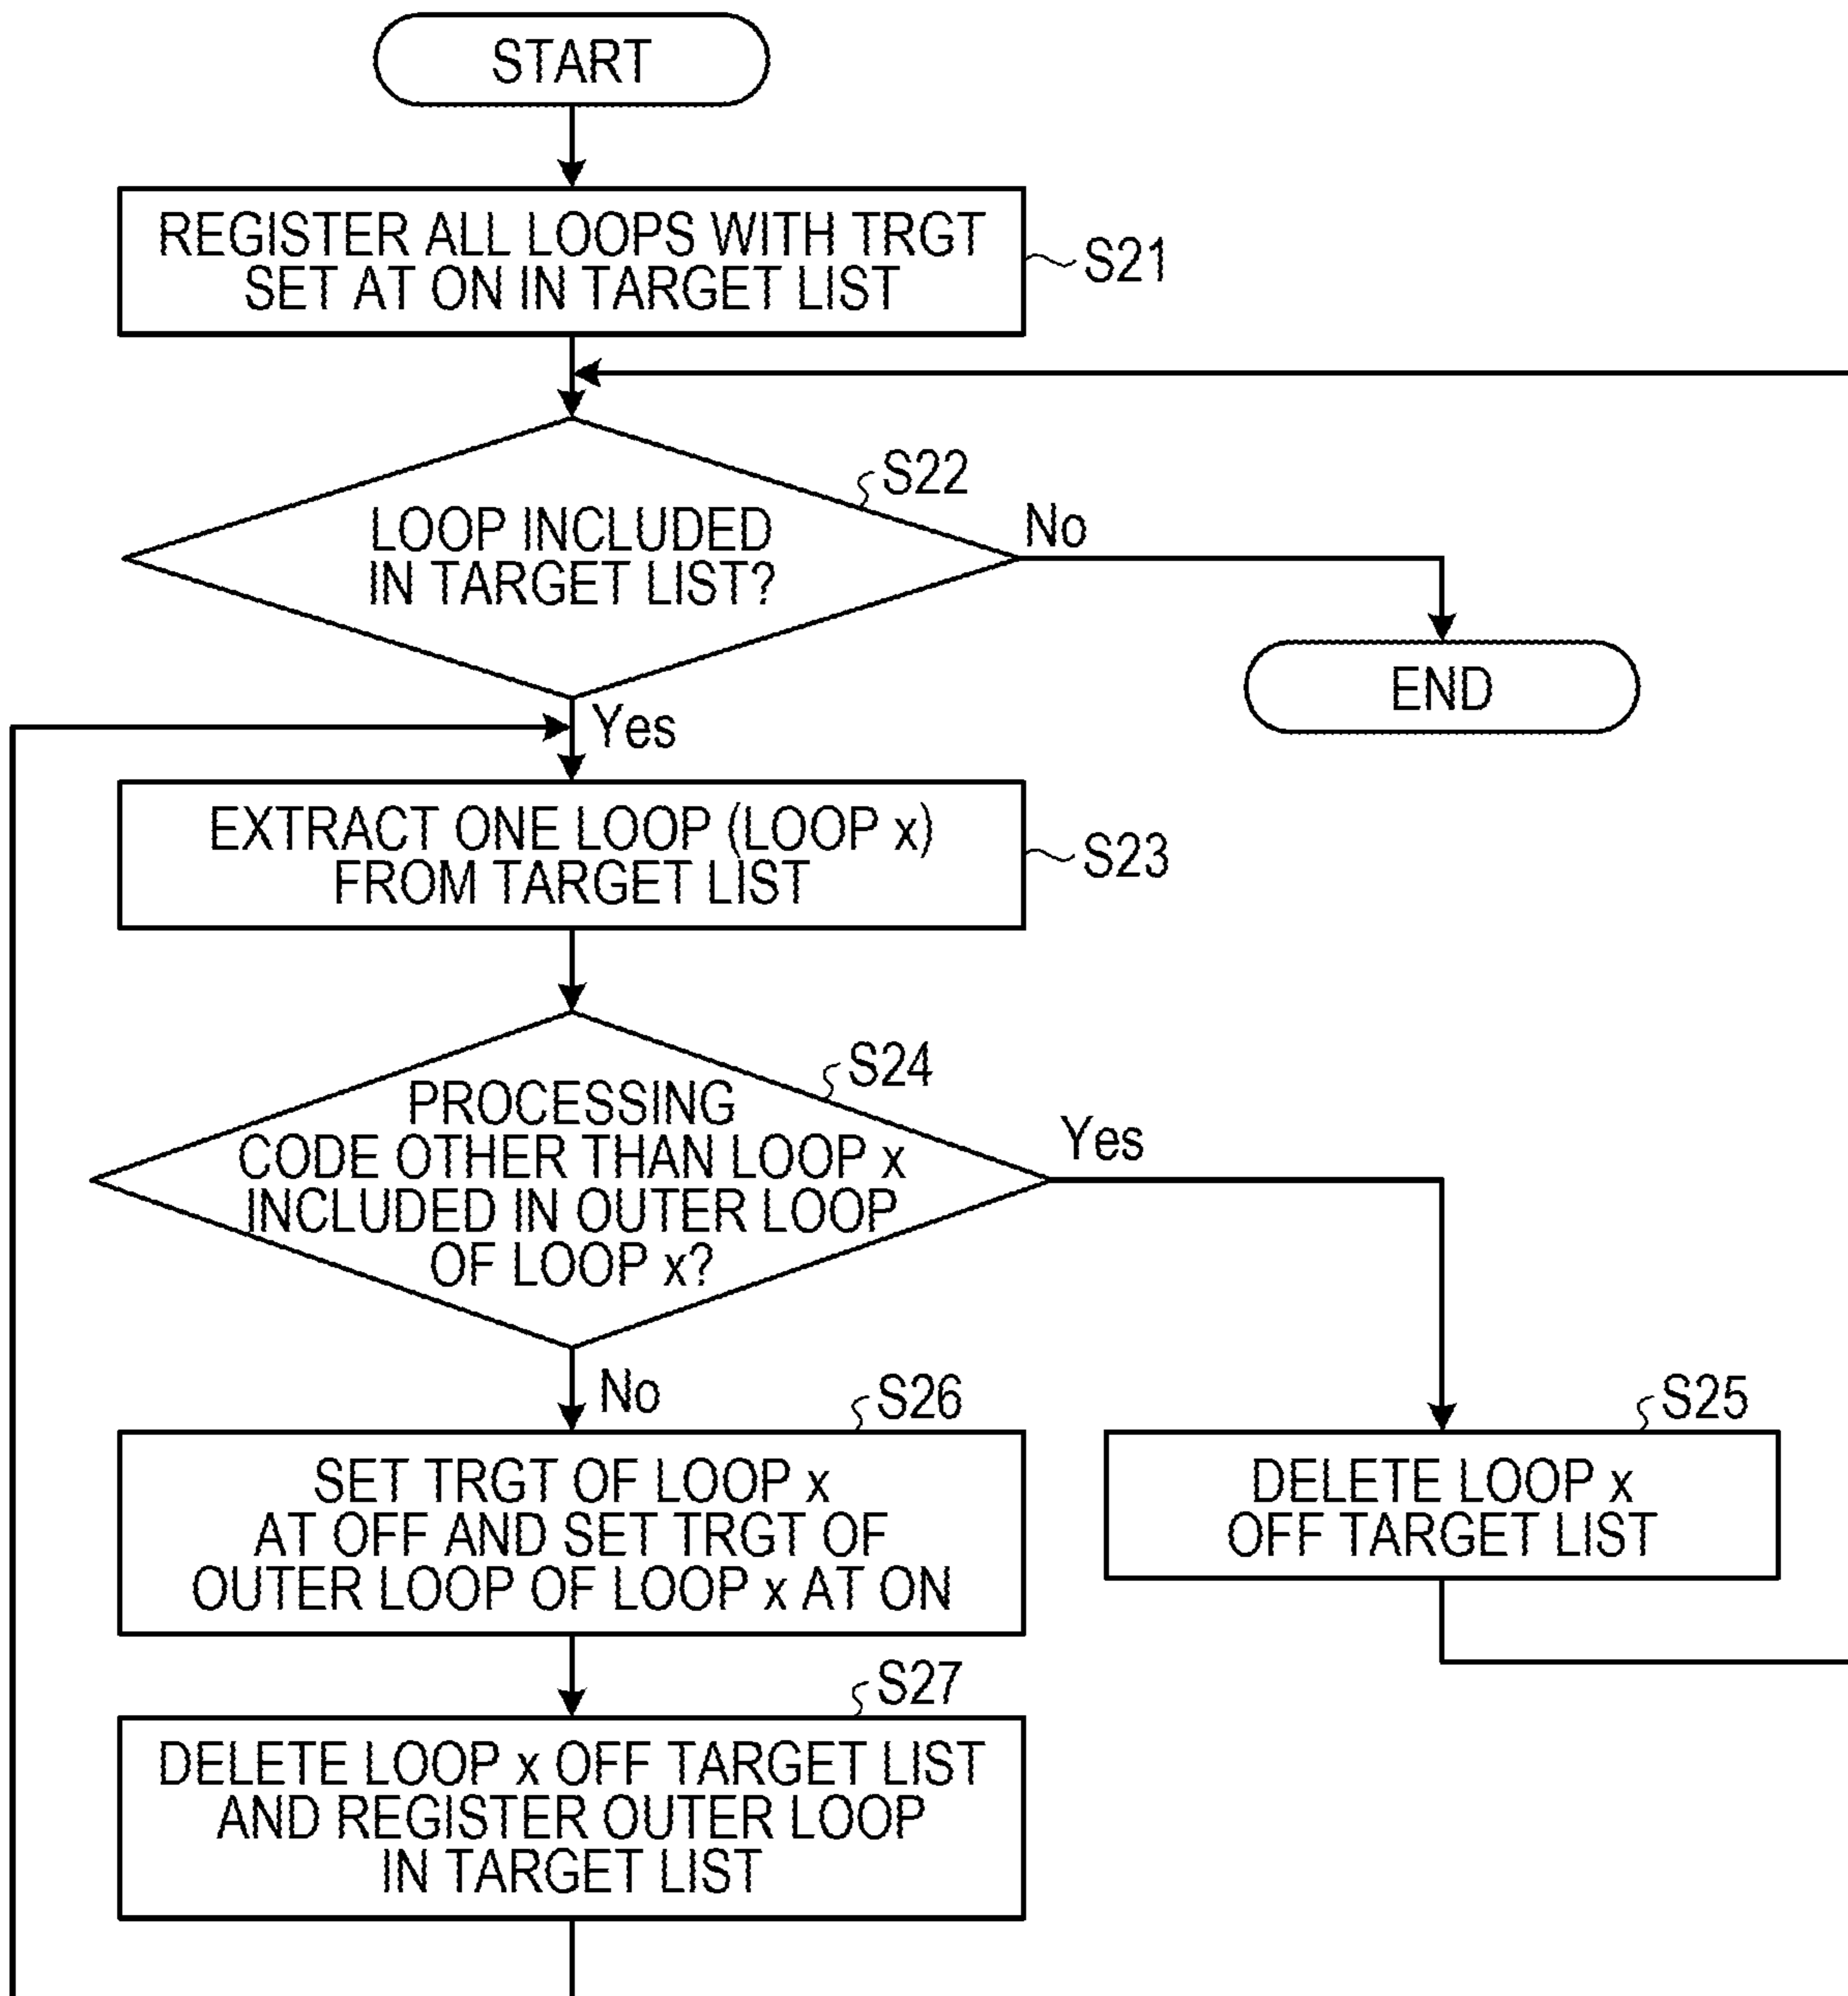 START
REGISTER ALL LOOPS WITH TRGT
SET AT ON IN TARGET LIST
S21
S22
LOOP INCLUDED
IN TARGET LIST?
No
END
Yes
EXTRACT ONE LOOP (LOOP x)
FROM TARGET LIST
S23
S24
PROCESSING
CODE OTHER THAN LOOP x
INCLUDED IN OUTER LOOP
OF LOOP x?
Yes
No
S26
SET TRGT OF LOOP x
AT OFF AND SET TRGT OF
OUTER LOOP OF LOOP x AT ON
S25
DELETE LOOP x
OFF TARGET LIST
S27
DELETE LOOP x OFF TARGET LIST
AND REGISTER OUTER LOOP
IN TARGET LIST